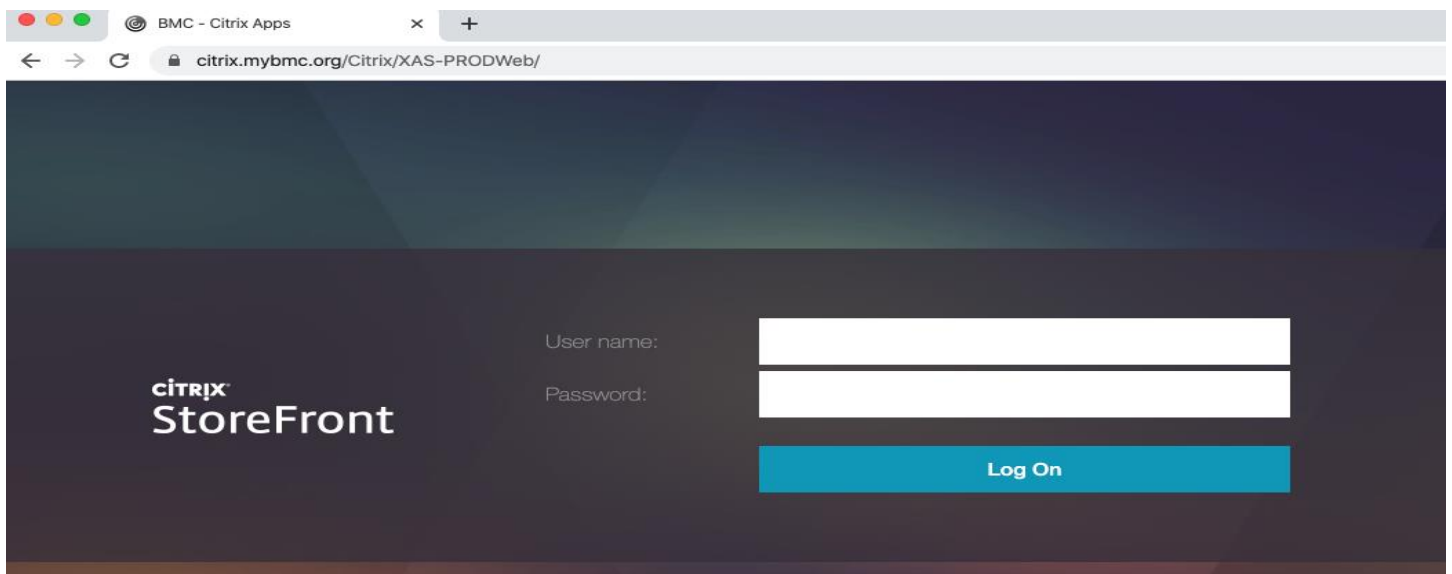 BMC - Citrix Apps
citrix.mybmc.org/Citrix/XAS-PRODWeb/
User name:
citrix
StoreFront
Password:
Log On